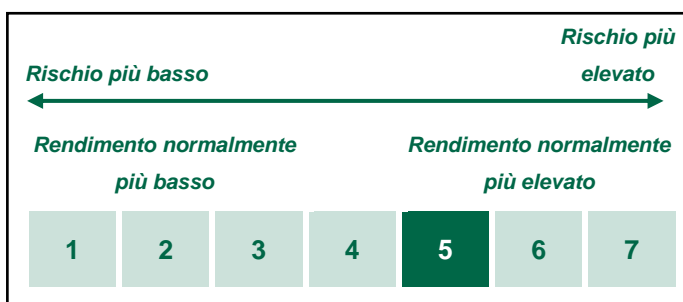 Rischio più basso
Rischio più
elevato
Rendimento normalmente
più basso
Rendimento normalmente
più elevato
1 2 3 4 5 6 7